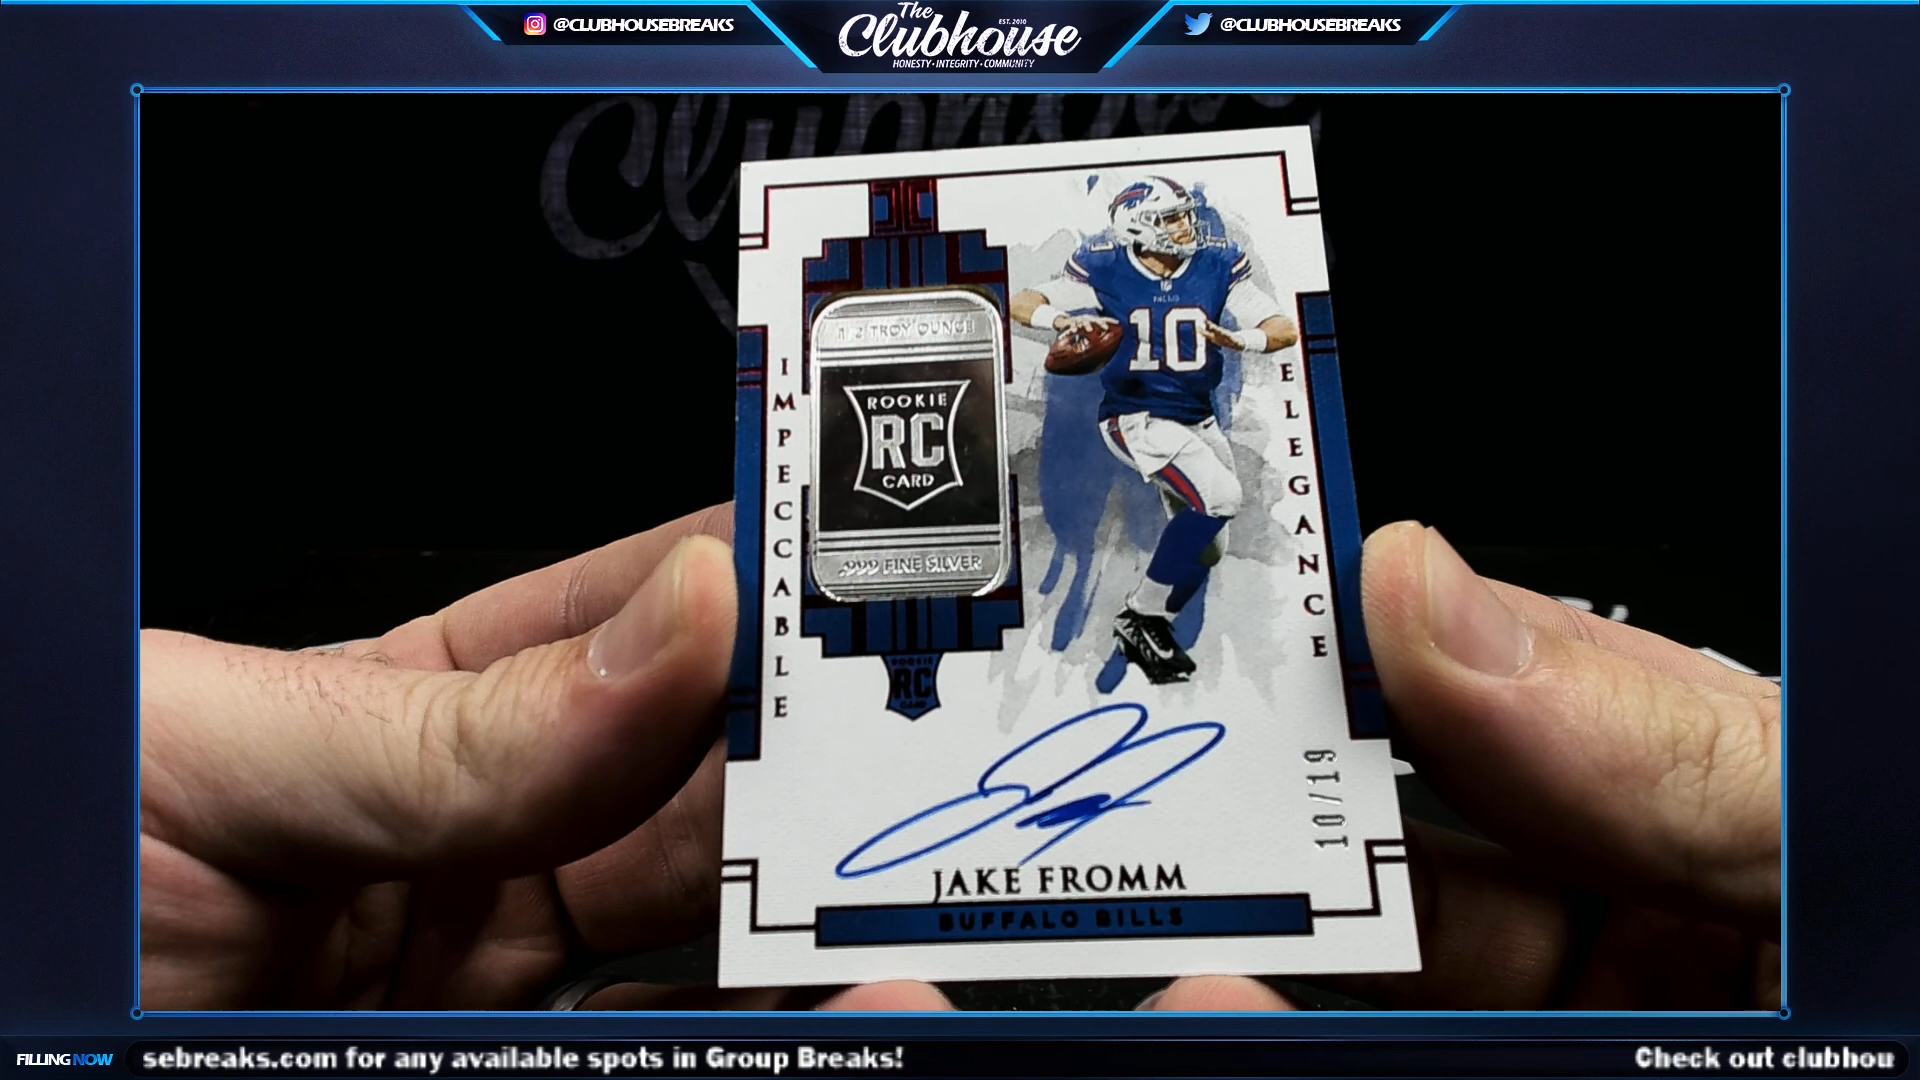 @CLUBHOUSEBREAKS
The
Clubhouse
EST. 2010
HONESTY • INTEGRITY • COMMUNITY
@CLUBHOUSEBREAKS
Clubhouse
1/2 TROY OUNCE
ROOKIE
RC
CARD
.999 FINE SILVER
IMPECCABLE
ROOKIE
RC
CARD
BILLS
10
ELEGANCE
10/19
JAKE FROMM
BUFFALO BILLS
FILLING NOW
sebreaks.com for any available spots in Group Breaks!
Check out clubhou